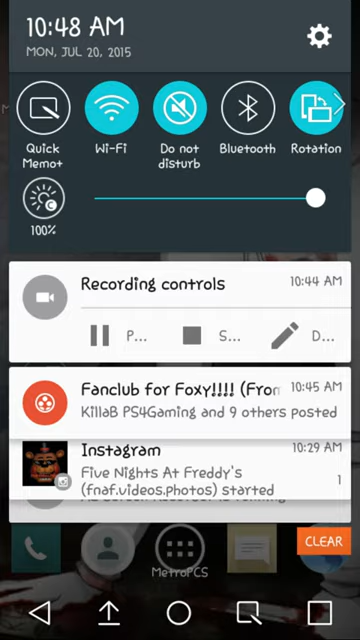 10:48 AM
MON, JUL 20, 2015
Quick Memo+
Wi-Fi
Do not disturb
Bluetooth
Rotation
100%
Recording controls 10:44 AM
P... S... D...
Fanclub for Foxy!!!! (Fron 10:45 AM
KillaB PS4Gaming and 9 others posted
Instagram 10:29 AM
Five Nights At Freddy's
(fnaf.videos.photos) started 1
CLEAR
MetroPCS